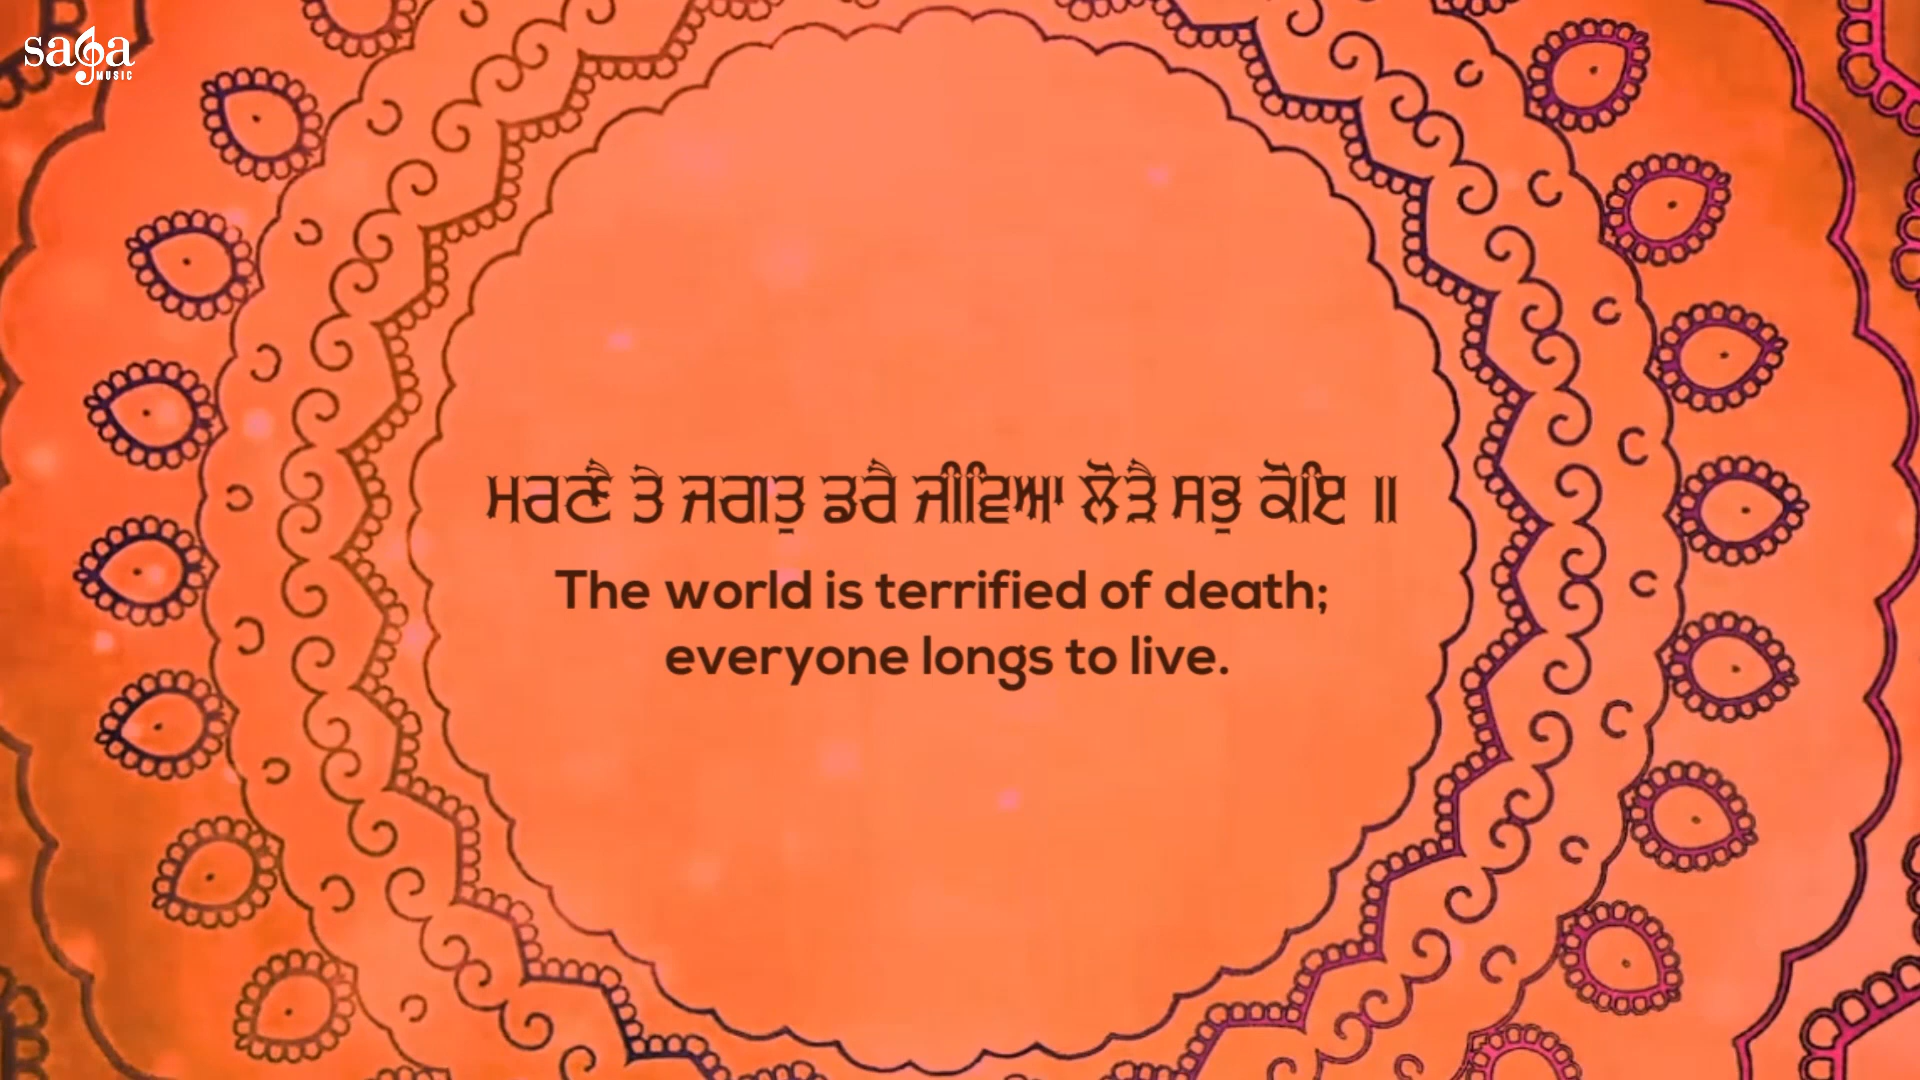 saga
MUSIC
ਮਰਣੈ ਤੇ ਜਗਤੁ ਡਰੈ ਜੀਵਿਆ ਲੋੜੈ ਸਭੁ ਕੋਇ ॥
The world is terrified of death;
everyone longs to live.